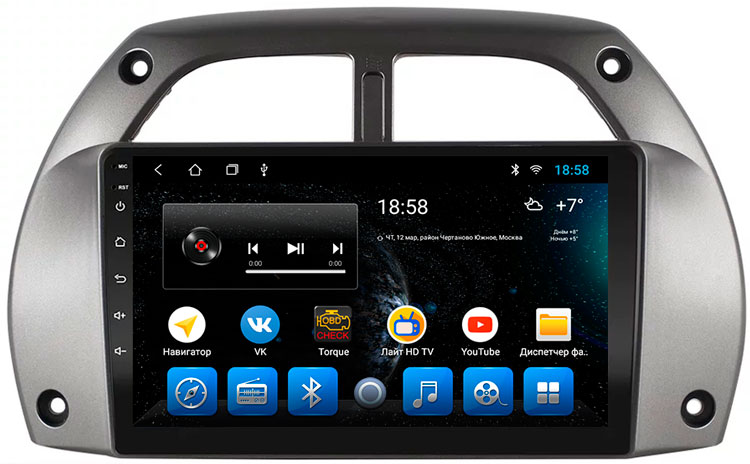 MIC
18:58
RST
18:58
+7°
ЧТ, 12 мар, район Чертаново Южное, Москва
Днём +8°
Ночью +5°
0:00 0:00
OBD
CHECK
Навигатор VK Torque Лайт HD TV YouTube Диспетчер фа..